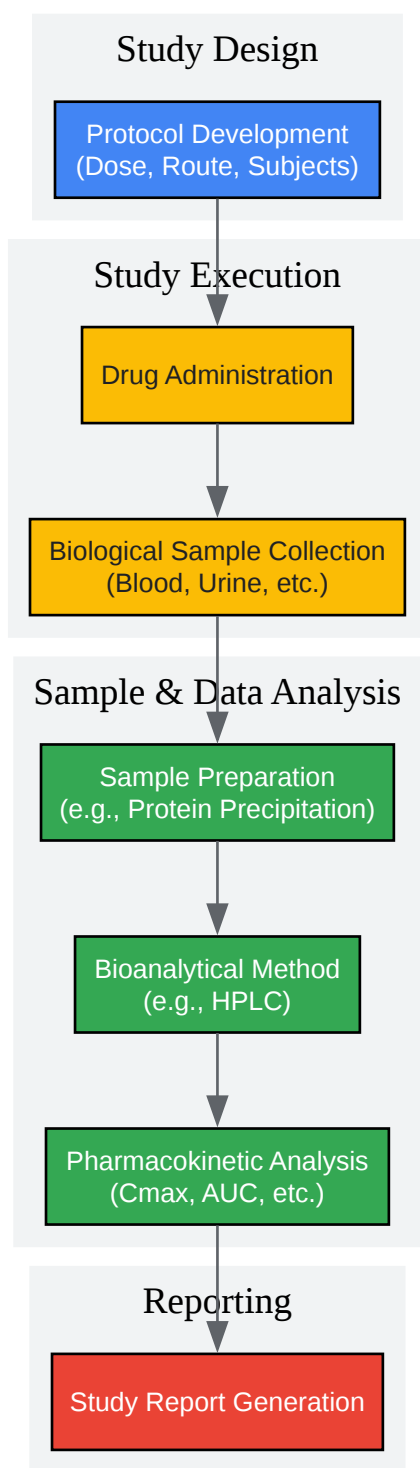 Study Design
Protocol Development
(Dose, Route, Subjects)
Study Execution
Drug Administration
Biological Sample Collection
(Blood, Urine, etc.)
Sample & Data Analysis
Sample Preparation
(e.g., Protein Precipitation)
Bioanalytical Method
(e.g., HPLC)
Pharmacokinetic Analysis
(Cmax, AUC, etc.)
Reporting
Study Report Generation